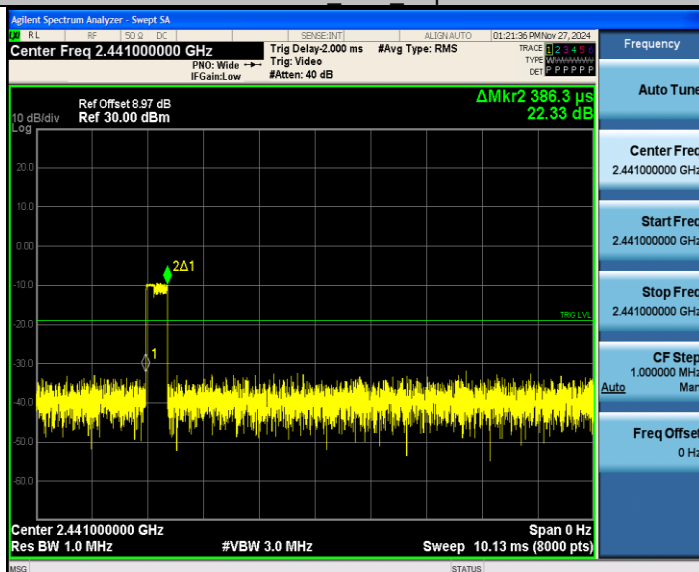 Agilent Spectrum Analyzer - Swept SA
LXI RL RF 50 Ω DC SENSE:INT ALIGN AUTO 01:21:36 PM Nov 27, 2024
Center Freq 2.441000000 GHz
Trig Delay-2.000 ms #Avg Type: RMS
TRACE 1 2 3 4 5 6
PNO: Wide Trig: Video
TYPE W
IFGain:Low #Atten: 40 dB
DET P P P P P P
Frequency
ΔMkr2 386.3 µs
22.33 dB
Ref Offset 8.97 dB
10 dB/div Ref 30.00 dBm
Log
20.0
10.0
0.00
-10.0
-20.0
-30.0
-40.0
-50.0
-60.0
2Δ1
1
TRIG LVL
Center 2.441000000 GHz Span 0 Hz
Res BW 1.0 MHz #VBW 3.0 MHz Sweep 10.13 ms (8000 pts)
MSG STATUS
Auto Tune
Center Freq
2.441000000 GHz
Start Freq
2.441000000 GHz
Stop Freq
2.441000000 GHz
CF Step
1.000000 MHz
Auto Man
Freq Offset
0 Hz